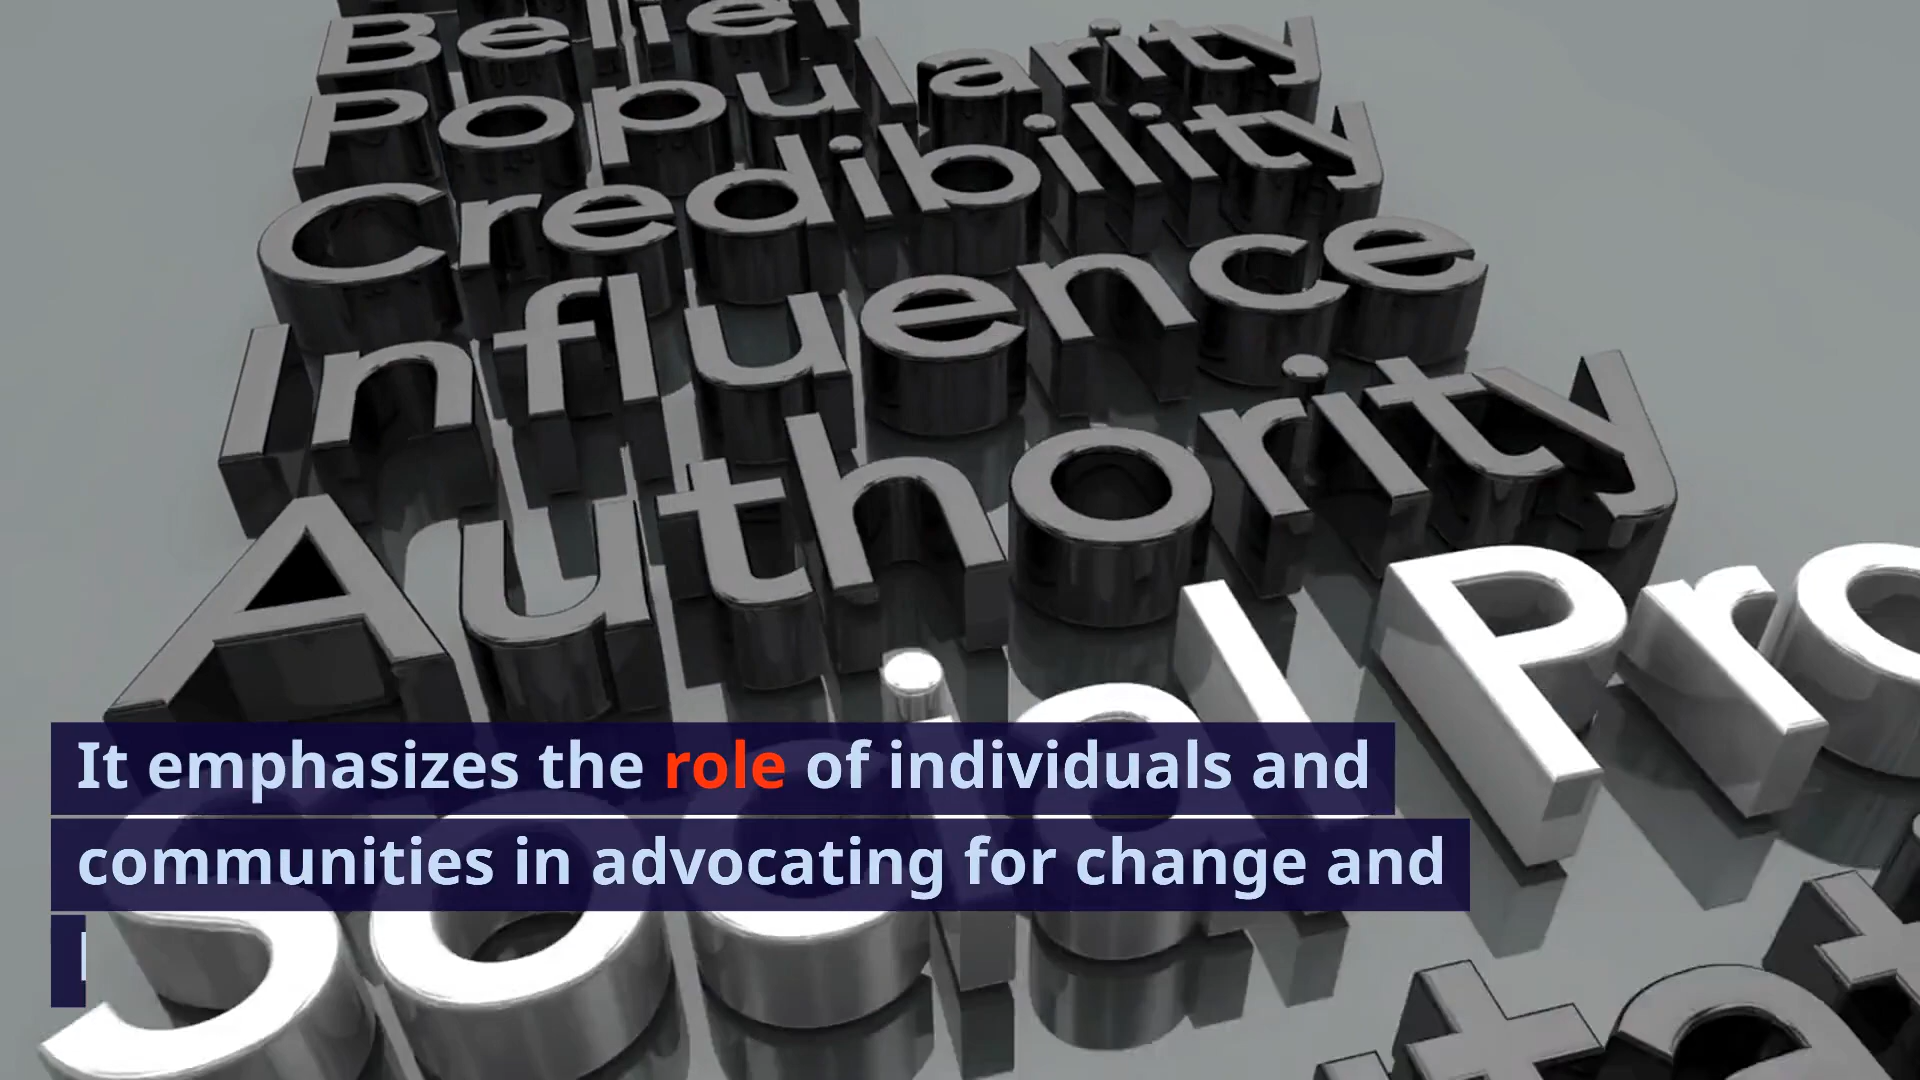 Belief
Popularity
Credibility
Influence
Authority
Social Pro
It emphasizes the role of individuals and
communities in advocating for change and